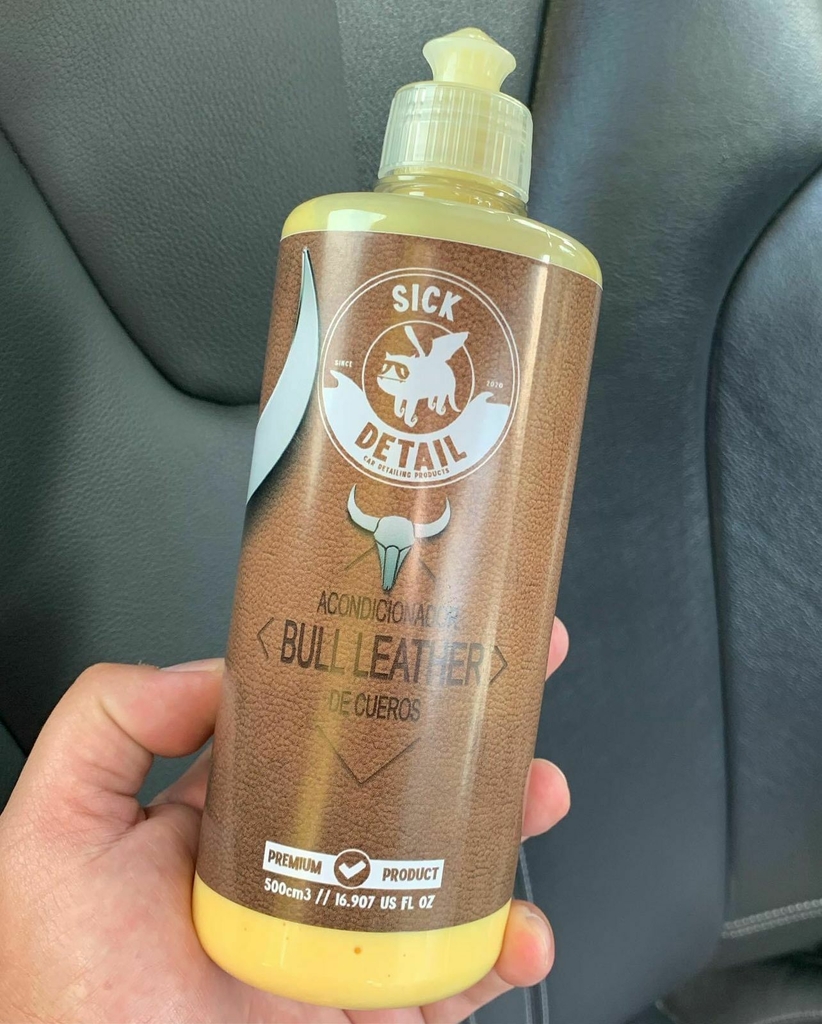 SICK
SINCE
2020
DETAIL
CAR DETAILING PRODUCTS
ACONDICIONADOR
BULL LEATHER
DE CUEROS
PREMIUM PRODUCT
500cm3 // 16.907 US FL OZ